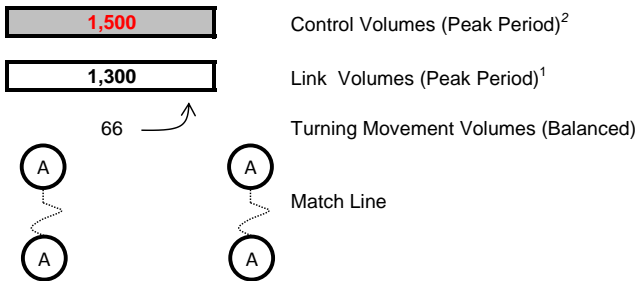 1,500 Control Volumes (Peak Period)²
1,300 Link Volumes (Peak Period)¹
66 Turning Movement Volumes (Balanced)
A A
Match Line
A A